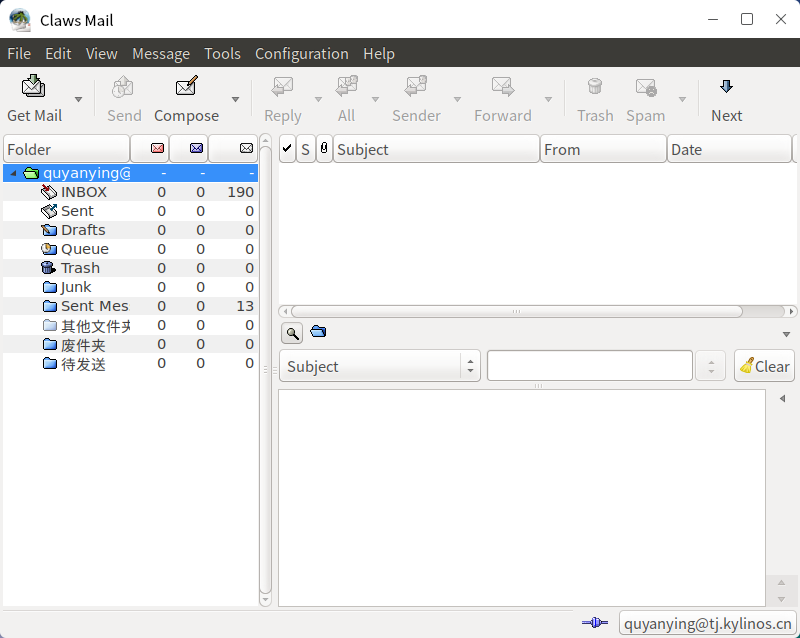 Claws Mail
File Edit View Message Tools Configuration Help
Get Mail Send Compose Reply All Sender Forward Trash Spam Next
Folder S Subject From Date
quyanying@ - - -
INBOX 0 0 190
Sent 0 0 0
Drafts 0 0 0
Queue 0 0 0
Trash 0 0 0
Junk 0 0 0
Sent Mes 0 0 13
其他文件夹 0 0 0
废件夹 0 0 0
待发送 0 0 0
Subject Clear
quyanying@tj.kylinos.cn